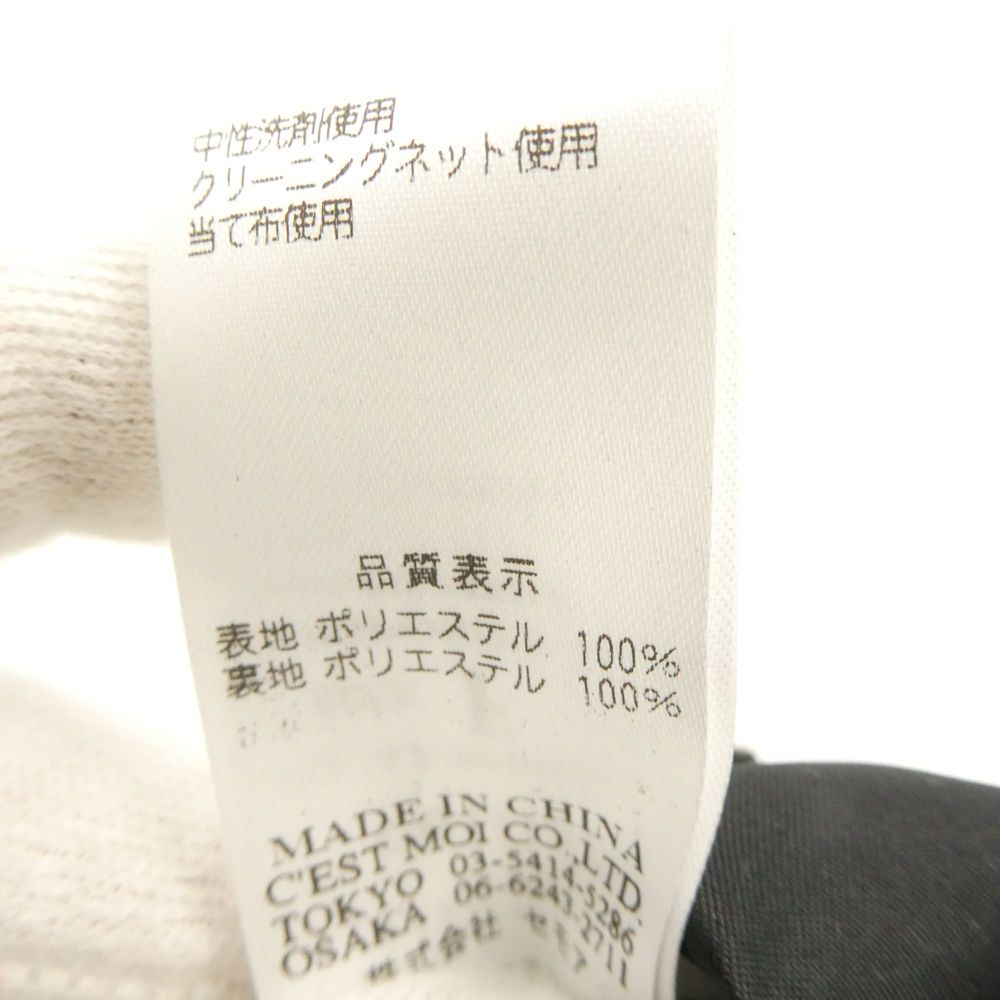 中性洗剤使用
クリーニングネット使用
当て布使用
品質表示
表地 ポリエステル 100%
裏地 ポリエステル 100%
MADE IN CHINA
C'EST MOI CO.,LTD.
TOKYO 03-5414-5286
OSAKA 06-6243-2711
株式会社 セモア